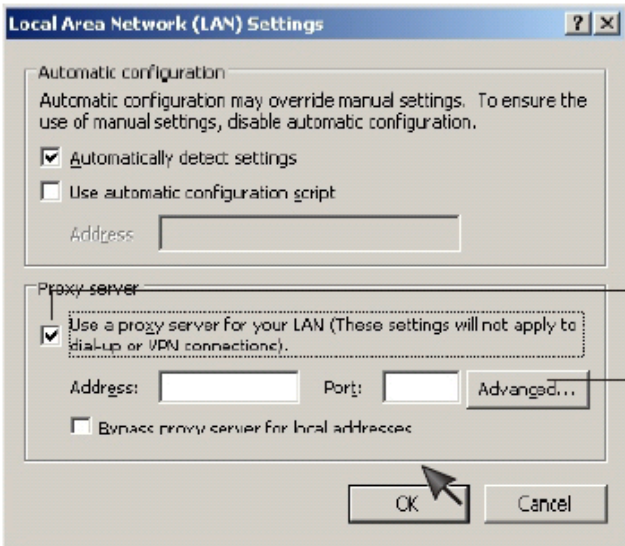 Local Area Network (LAN) Settings
Automatic configuration
Automatic configuration may override manual settings. To ensure the
use of manual settings, disable automatic configuration.
Automatically detect settings
Use automatic configuration script
Address
Proxy server
Use a proxy server for your LAN (These settings will not apply to
dial-up or VPN connections).
Address:
Port:
Advanced...
Bypass proxy server for local addresses
OK
Cancel